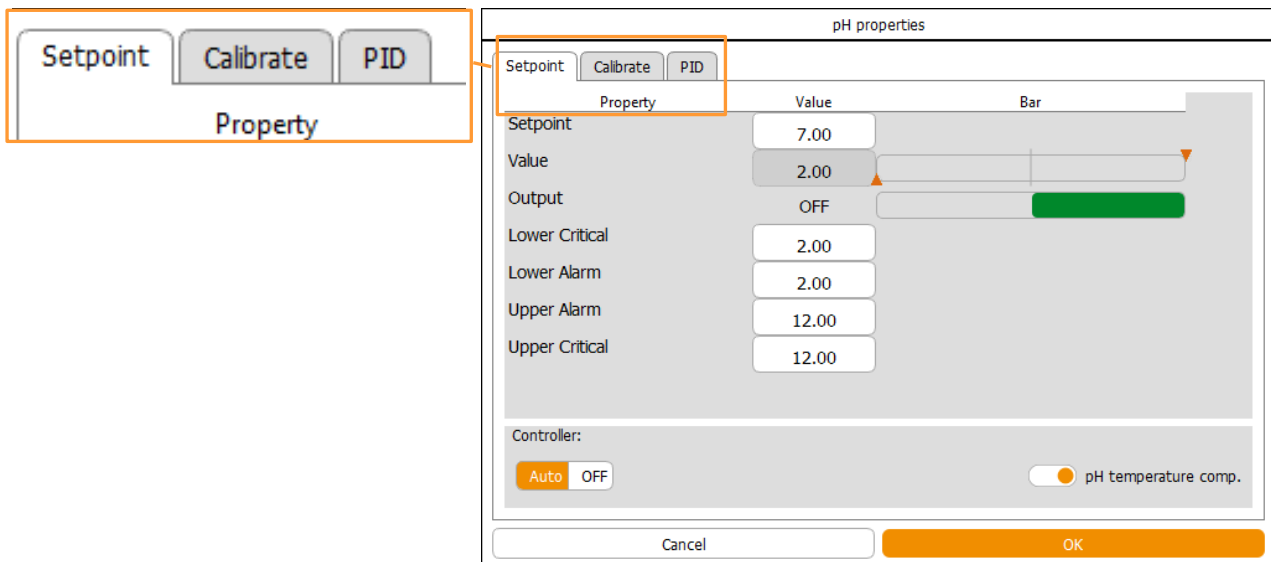 Setpoint Calibrate PID
Property
pH properties
Setpoint Calibrate PID
Property Value Bar
Setpoint 7.00
Value 2.00
Output OFF
Lower Critical 2.00
Lower Alarm 2.00
Upper Alarm 12.00
Upper Critical 12.00
Controller:
Auto OFF pH temperature comp.
Cancel OK